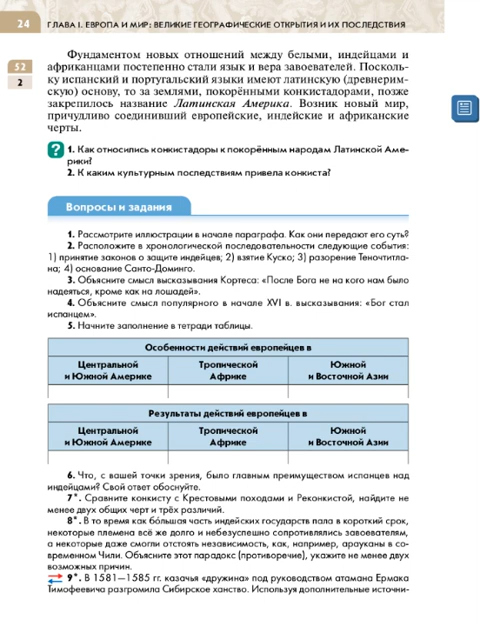 24
ГЛАВА I. ЕВРОПА И МИР: ВЕЛИКИЕ ГЕОГРАФИЧЕСКИЕ ОТКРЫТИЯ И ИХ ПОСЛЕДСТВИЯ
§2
2
Фундаментом новых отношений между белыми, индейцами и
африканцами постепенно стали язык и вера завоевателей. Посколь-
ку испанский и португальский языки имеют латинскую (древнерим-
скую) основу, то за землями, покорёнными конкистадорами, позже
закрепилось название Латинская Америка. Возник новый мир,
причудливо соединивший европейские, индейские и африканские
черты.
? 1. Как относились конкистадоры к покорённым народам Латинской Аме-
рики?
2. К каким культурным последствиям привела конкиста?
Вопросы и задания
1. Рассмотрите иллюстрации в начале параграфа. Как они передают его суть?
2. Расположите в хронологической последовательности следующие события:
1) принятие законов о защите индейцев; 2) взятие Куско; 3) разорение Теночтитла-
на; 4) основание Санто-Доминго.
3. Объясните смысл высказывания Кортеса: «После Бога не на кого нам было
надеяться, кроме как на лошадей».
4. Объясните смысл популярного в начале XVI в. высказывания: «Бог стал
испанцем».
5. Начните заполнение в тетради таблицы.
Особенности действий европейцев в
Центральной и Южной Америке
Тропической Африке
Южной и Восточной Азии
Результаты действий европейцев в
Центральной и Южной Америке
Тропической Африке
Южной и Восточной Азии
6. Что, с вашей точки зрения, было главным преимуществом испанцев над
индейцами? Свой ответ обоснуйте.
7*. Сравните конкисту с Крестовыми походами и Реконкистой, найдите не
менее двух общих черт и трёх различий.
8*. В то время как бо́льшая часть индейских государств пала в короткий срок,
некоторые племена всё же долго и небезуспешно сопротивлялись завоевателям,
а некоторые даже смогли отстоять независимость, как, например, арауканы в со-
временном Чили. Объясните этот парадокс (противоречие), укажите не менее двух
возможных причин.
9*. В 1581—1585 гг. казачья «дружина» под руководством атамана Ермака
Тимофеевича разгромила Сибирское ханство. Используя дополнительные источни-